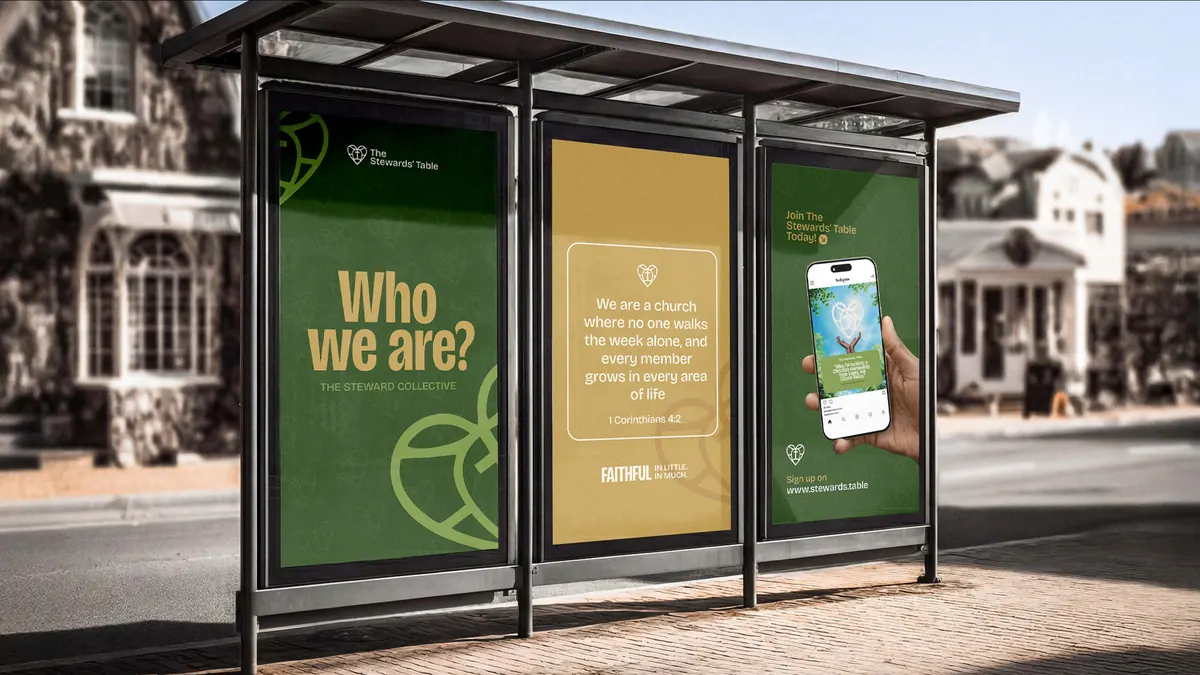 The
Stewards' Table
Who
we are?
THE STEWARD COLLECTIVE
We are a church
where no one walks
the week alone, and
every member
grows in every area
of life
1 Corinthians 4:2
FAITHFUL IN LITTLE.
IN MUCH.
Join The
Stewards' Table
Today!
Instagram
Sign up on
www.stewards.table